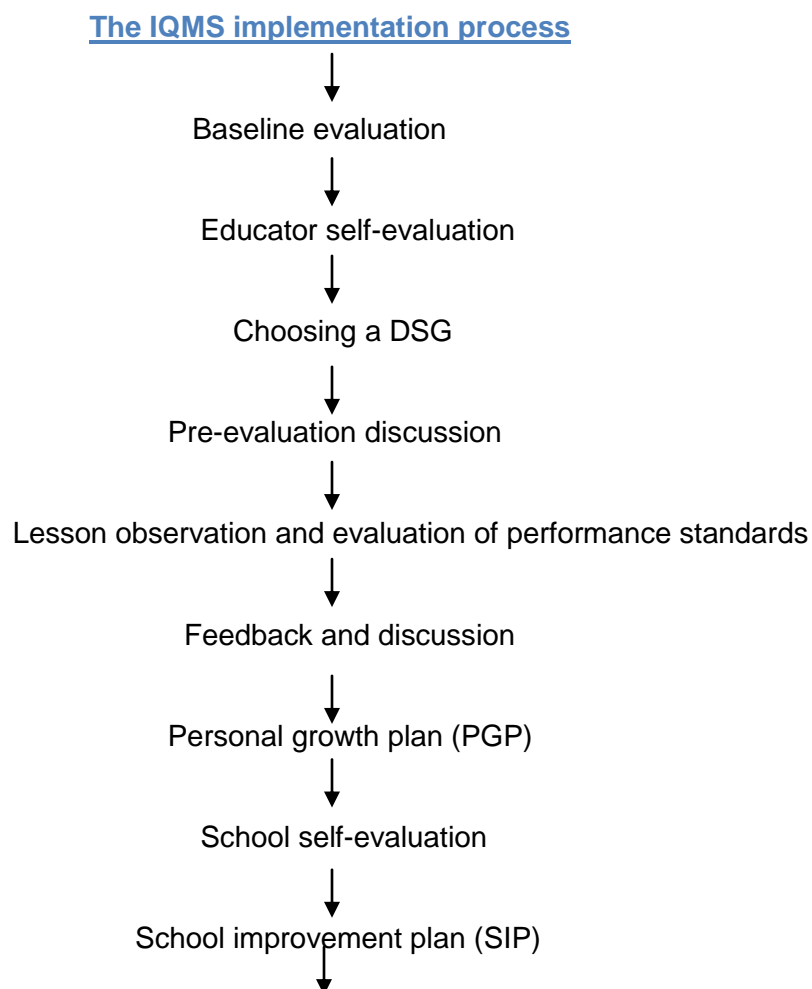 The IQMS implementation process
Baseline evaluation
Educator self-evaluation
Choosing a DSG
Pre-evaluation discussion
Lesson observation and evaluation of performance standards
Feedback and discussion
Personal growth plan (PGP)
School self-evaluation
School improvement plan (SIP)